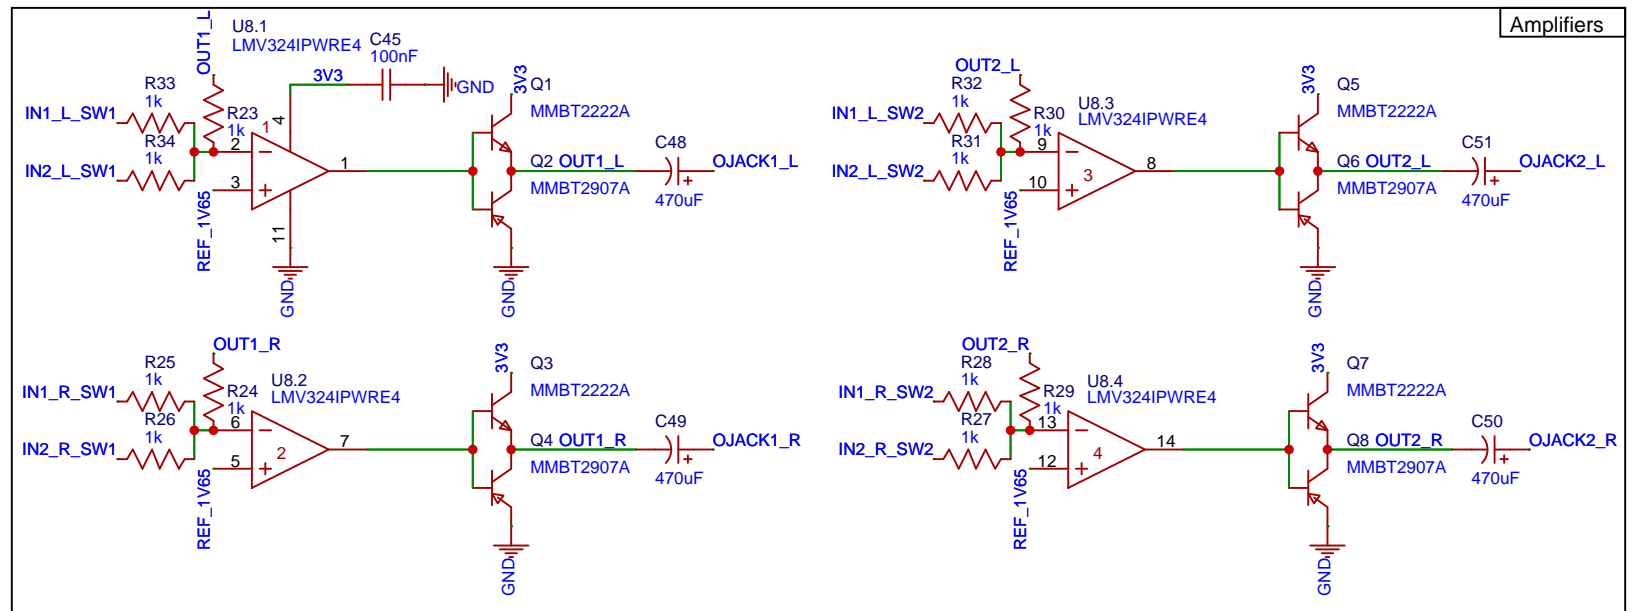 Amplifiers
OUT1_L
U8.1
LMV324IPWRE4
C45
100nF
3V3
GND
R33
1k
R23
1k
IN1_L_SW1
R34
1k
IN2_L_SW1
1
4
2
3
11
1
REF_1V65
GND
3V3
Q1
MMBT2222A
Q2 OUT1_L
MMBT2907A
GND
C48
470uF
OJACK1_L
OUT2_L
R32
1k
R30
1k
IN1_L_SW2
R31
1k
IN2_L_SW2
U8.3
LMV324IPWRE4
9
10
3
8
REF_1V65
3V3
Q5
MMBT2222A
Q6 OUT2_L
MMBT2907A
GND
C51
470uF
OJACK2_L
OUT1_R
R25
1k
R24
1k
IN1_R_SW1
R26
1k
IN2_R_SW1
U8.2
LMV324IPWRE4
6
5
2
7
REF_1V65
3V3
Q3
MMBT2222A
Q4 OUT1_R
MMBT2907A
GND
C49
470uF
OJACK1_R
OUT2_R
R28
1k
R29
1k
IN1_R_SW2
R27
1k
IN2_R_SW2
U8.4
LMV324IPWRE4
13
12
4
14
REF_1V65
3V3
Q7
MMBT2222A
Q8 OUT2_R
MMBT2907A
GND
C50
470uF
OJACK2_R